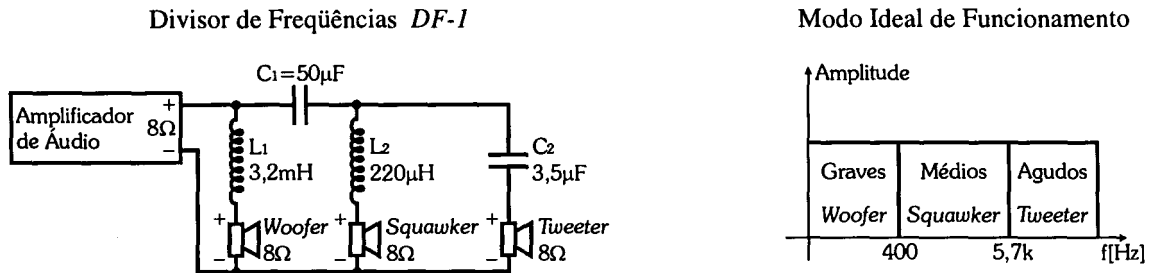 Divisor de Freqüências DF-1
Modo Ideal de Funcionamento
C1=50µF
Amplificador
de Áudio
+
8Ω
−
L1
3,2mH
L2
220µH
C2
3,5µF
+
Woofer
−
8Ω
+
Squawker
−
8Ω
+
Tweeter
−
8Ω
Amplitude
Graves
Woofer
Médios
Squawker
Agudos
Tweeter
400
5,7k
f[Hz]